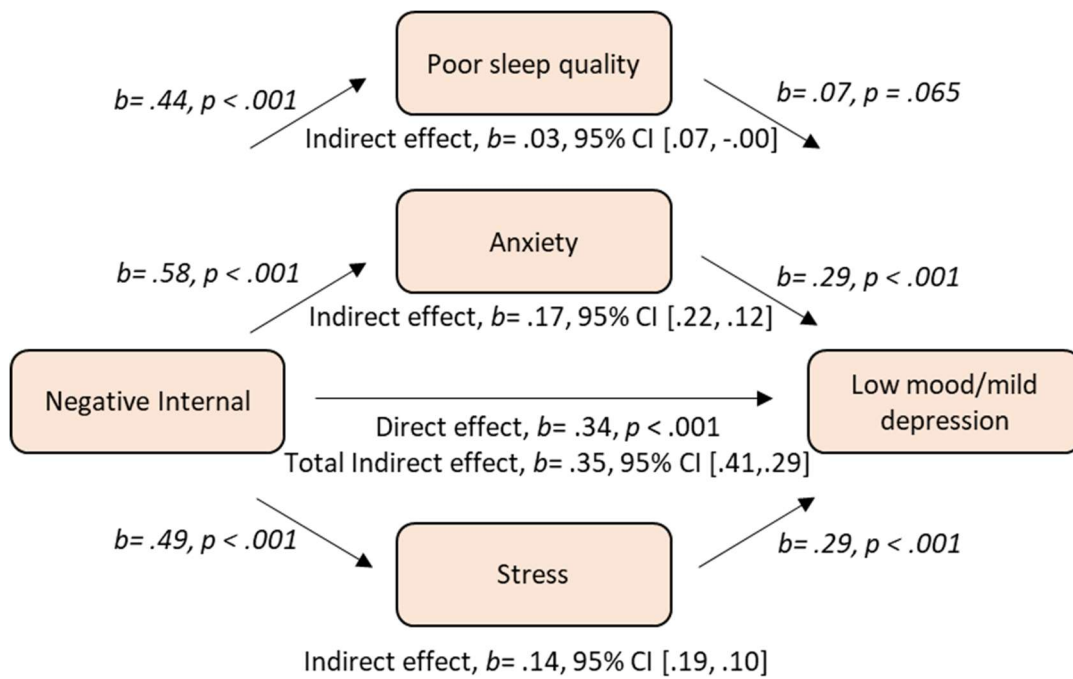 Poor sleep quality
b= .44, p < .001
b= .07, p = .065
Indirect effect, b= .03, 95% CI [.07, -.00]
Anxiety
b= .58, p < .001
b= .29, p < .001
Indirect effect, b= .17, 95% CI [.22, .12]
Negative Internal
Low mood/mild
depression
Direct effect, b= .34, p < .001
Total Indirect effect, b= .35, 95% CI [.41,.29]
b= .49, p < .001
b= .29, p < .001
Stress
Indirect effect, b= .14, 95% CI [.19, .10]